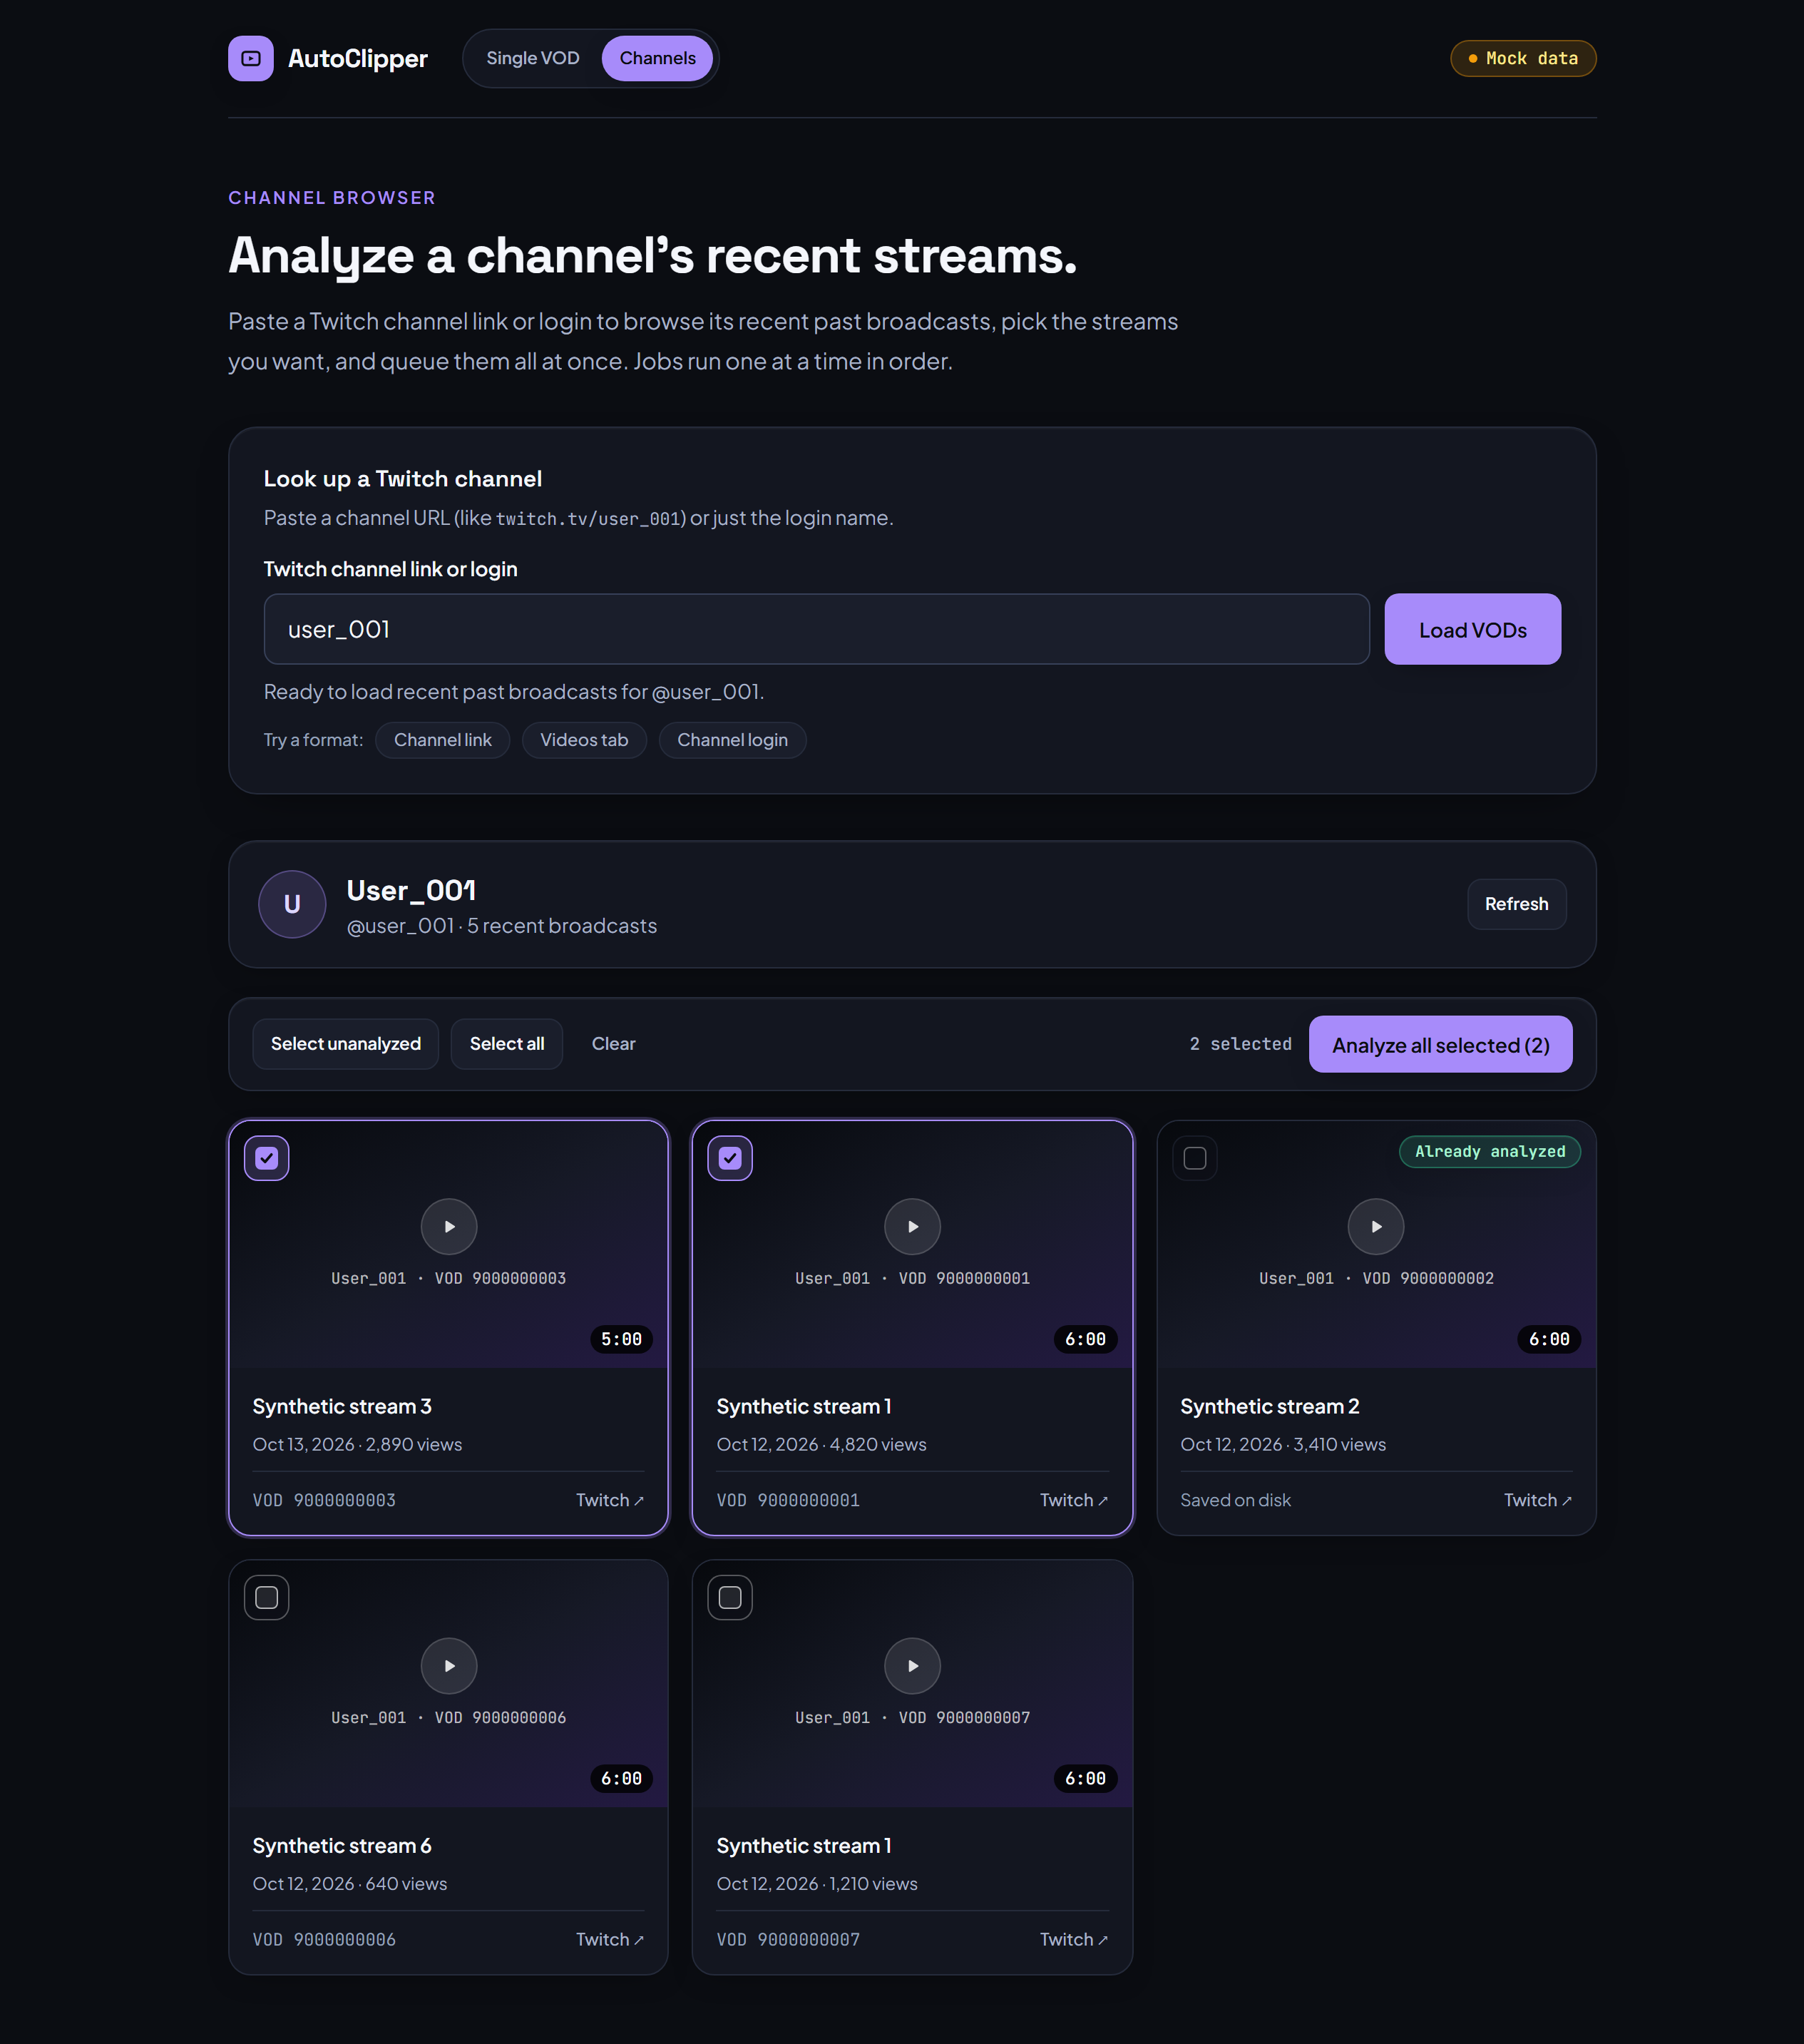 AutoClipper
Single VOD
Channels
Mock data
CHANNEL BROWSER
Analyze a channel's recent streams.
Paste a Twitch channel link or login to browse its recent past broadcasts, pick the streams
you want, and queue them all at once. Jobs run one at a time in order.
Look up a Twitch channel
Paste a channel URL (like twitch.tv/user_001) or just the login name.
Twitch channel link or login
user_001
Load VODs
Ready to load recent past broadcasts for @user_001.
Try a format:
Channel link
Videos tab
Channel login
U
User_001
@user_001 · 5 recent broadcasts
Refresh
Select unanalyzed
Select all
Clear
2 selected
Analyze all selected (2)
User_001 · VOD 9000000003
5:00
Synthetic stream 3
Oct 13, 2026 · 2,890 views
VOD 9000000003
Twitch ↗
User_001 · VOD 9000000001
6:00
Synthetic stream 1
Oct 12, 2026 · 4,820 views
VOD 9000000001
Twitch ↗
Already analyzed
User_001 · VOD 9000000002
6:00
Synthetic stream 2
Oct 12, 2026 · 3,410 views
Saved on disk
Twitch ↗
User_001 · VOD 9000000006
6:00
Synthetic stream 6
Oct 12, 2026 · 640 views
VOD 9000000006
Twitch ↗
User_001 · VOD 9000000007
6:00
Synthetic stream 1
Oct 12, 2026 · 1,210 views
VOD 9000000007
Twitch ↗